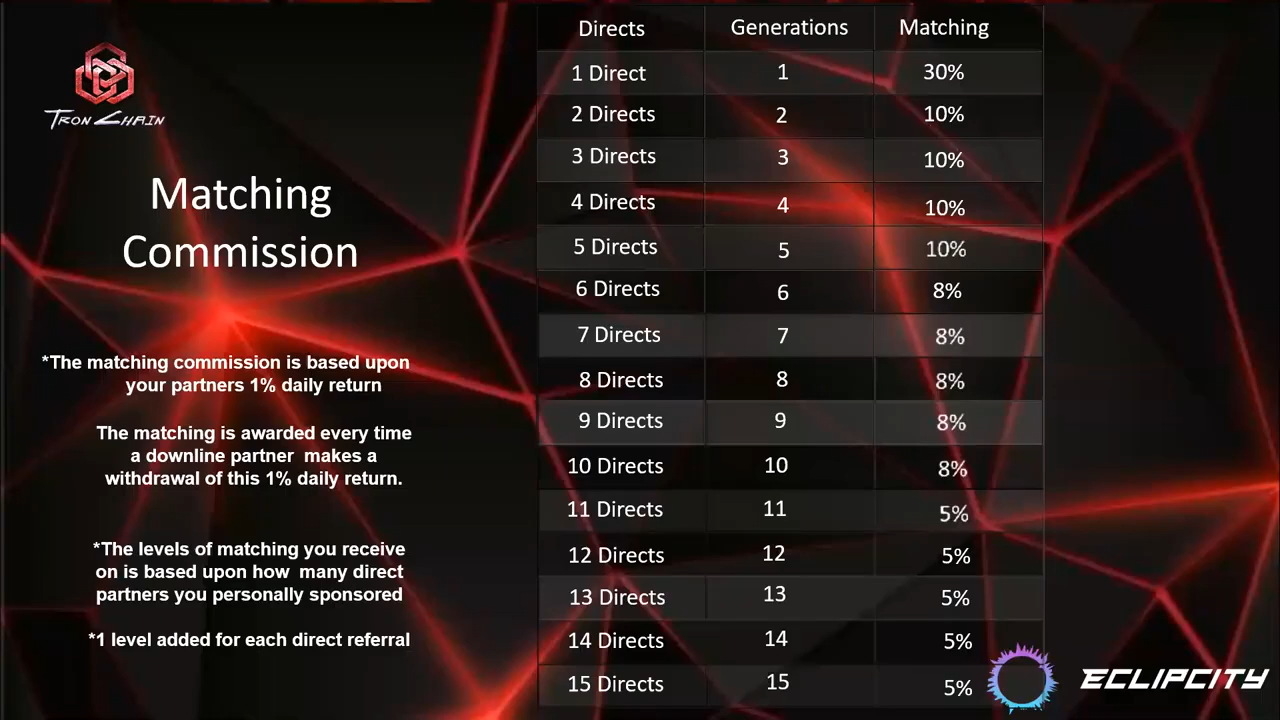 TRON CHAIN
Matching
Commission
*The matching commission is based upon
your partners 1% daily return
The matching is awarded every time
a downline partner makes a
withdrawal of this 1% daily return.
*The levels of matching you receive
on is based upon how many direct
partners you personally sponsored
*1 level added for each direct referral
Directs Generations Matching
1 Direct 1 30%
2 Directs 2 10%
3 Directs 3 10%
4 Directs 4 10%
5 Directs 5 10%
6 Directs 6 8%
7 Directs 7 8%
8 Directs 8 8%
9 Directs 9 8%
10 Directs 10 8%
11 Directs 11 5%
12 Directs 12 5%
13 Directs 13 5%
14 Directs 14 5%
15 Directs 15 5%
ECLIPCITY